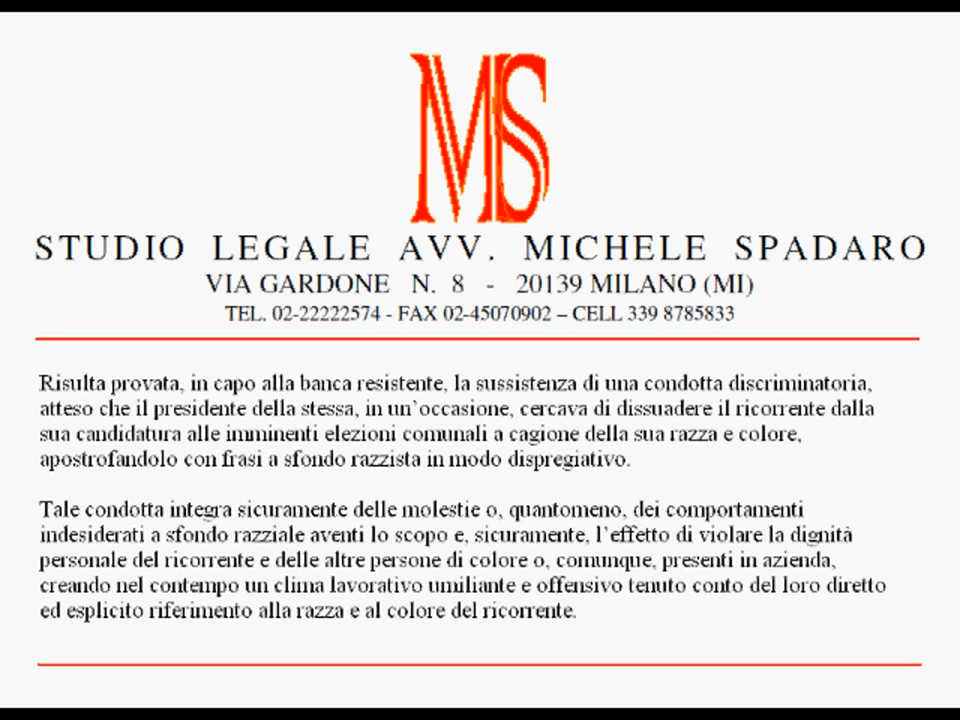 MS
STUDIO LEGALE AVV. MICHELE SPADARO
VIA GARDONE N. 8 - 20139 MILANO (MI)
TEL. 02-22222574 - FAX 02-45070902 – CELL 339 8785833
Risulta provata, in capo alla banca resistente, la sussistenza di una condotta discriminatoria,
atteso che il presidente della stessa, in un’occasione, cercava di dissuadere il ricorrente dalla
sua candidatura alle imminenti elezioni comunali a cagione della sua razza e colore,
apostrofandolo con frasi a sfondo razzista in modo dispregiativo.
Tale condotta integra sicuramente delle molestie o, quantomeno, dei comportamenti
indesiderati a sfondo razziale aventi lo scopo e, sicuramente, l’effetto di violare la dignità
personale del ricorrente e delle altre persone di colore o, comunque, presenti in azienda,
creando nel contempo un clima lavorativo umiliante e offensivo tenuto conto del loro diretto
ed esplicito riferimento alla razza e al colore del ricorrente.